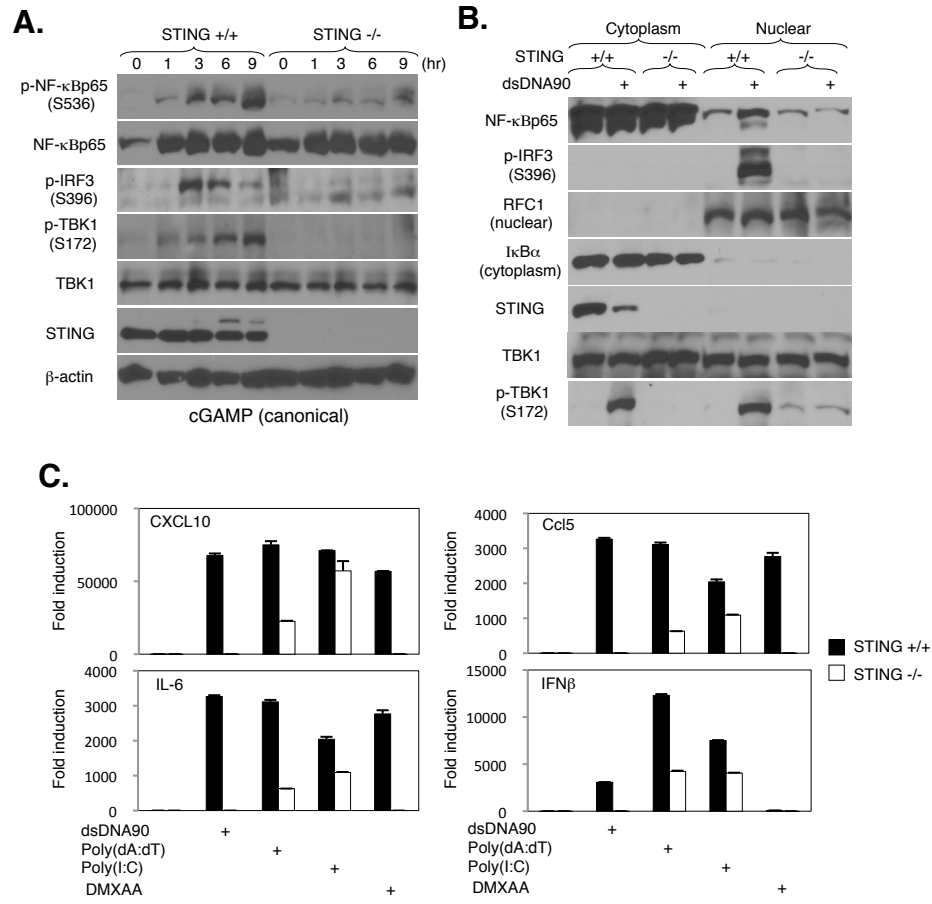 A.
STING +/+ STING -/-
0 1 3 6 9 0 1 3 6 9 (hr)
p-NF-κBp65
(S536)
NF-κBp65
p-IRF3
(S396)
p-TBK1
(S172)
TBK1
STING
β-actin
cGAMP (canonical)
B.
Cytoplasm Nuclear
STING +/+ -/- +/+ -/-
dsDNA90 + + + +
NF-κBp65
p-IRF3
(S396)
RFC1
(nuclear)
IκBα
(cytoplasm)
STING
TBK1
p-TBK1
(S172)
C.
CXCL10
Fold induction
100000
50000
0
Ccl5
Fold induction
4000
3000
2000
1000
0
STING +/+
STING -/-
IL-6
Fold induction
4000
3000
2000
1000
0
IFNβ
Fold induction
15000
10000
5000
0
dsDNA90 +
Poly(dA:dT) +
Poly(I:C) +
DMXAA +
dsDNA90 +
Poly(dA:dT) +
Poly(I:C) +
DMXAA +